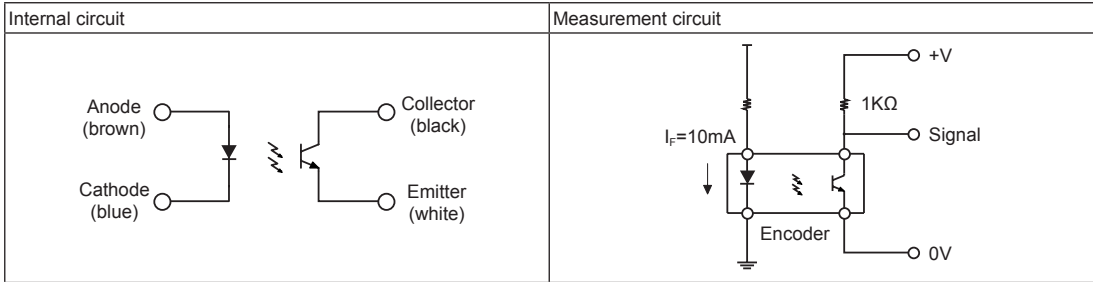 Internal circuit
Measurement circuit
Anode
(brown)
Cathode
(blue)
Collector
(black)
Emitter
(white)
+V
1KΩ
Signal
IF=10mA
Encoder
0V